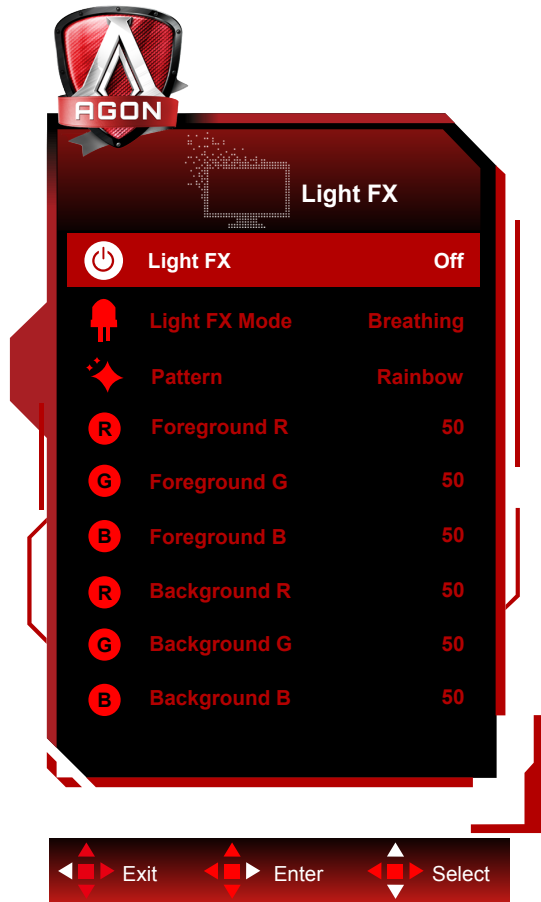 AGON
Light FX
Light FX Off
Light FX Mode Breathing
Pattern Rainbow
R Foreground R 50
G Foreground G 50
B Foreground B 50
R Background R 50
G Background G 50
B Background B 50
Exit Enter Select